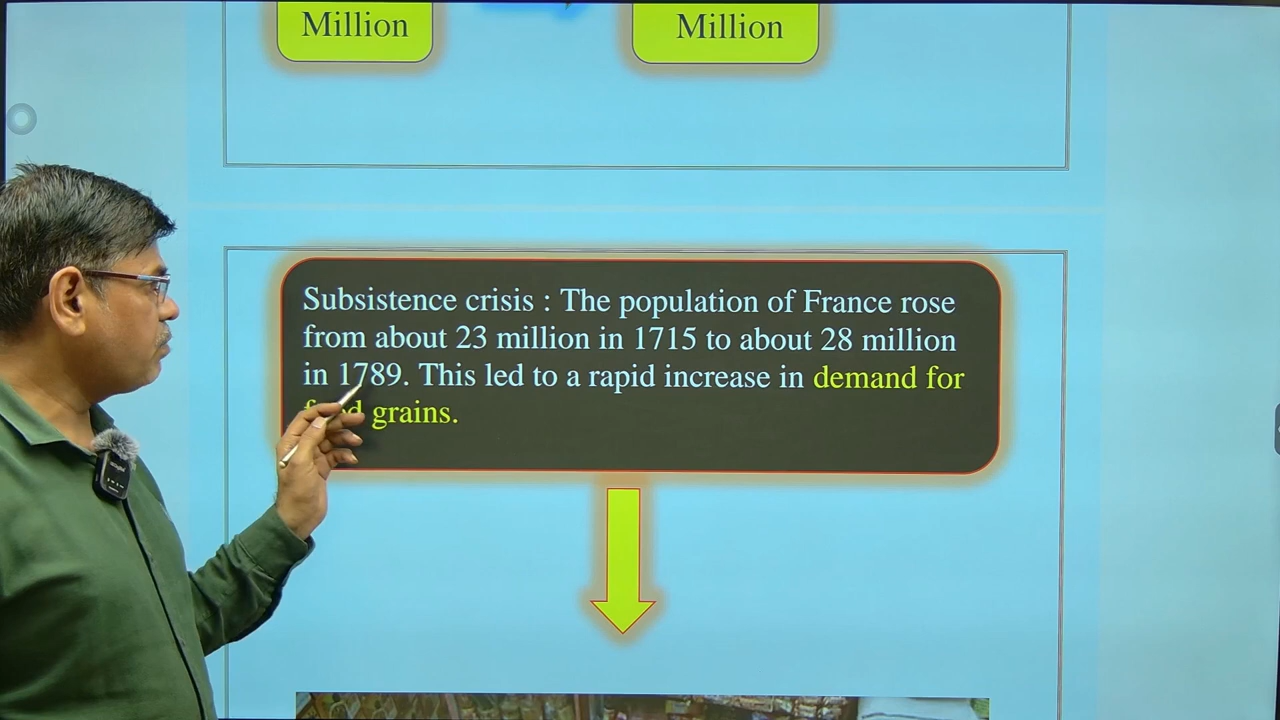 Million
Million
Subsistence crisis : The population of France rose
from about 23 million in 1715 to about 28 million
in 1789. This led to a rapid increase in demand for
food grains.